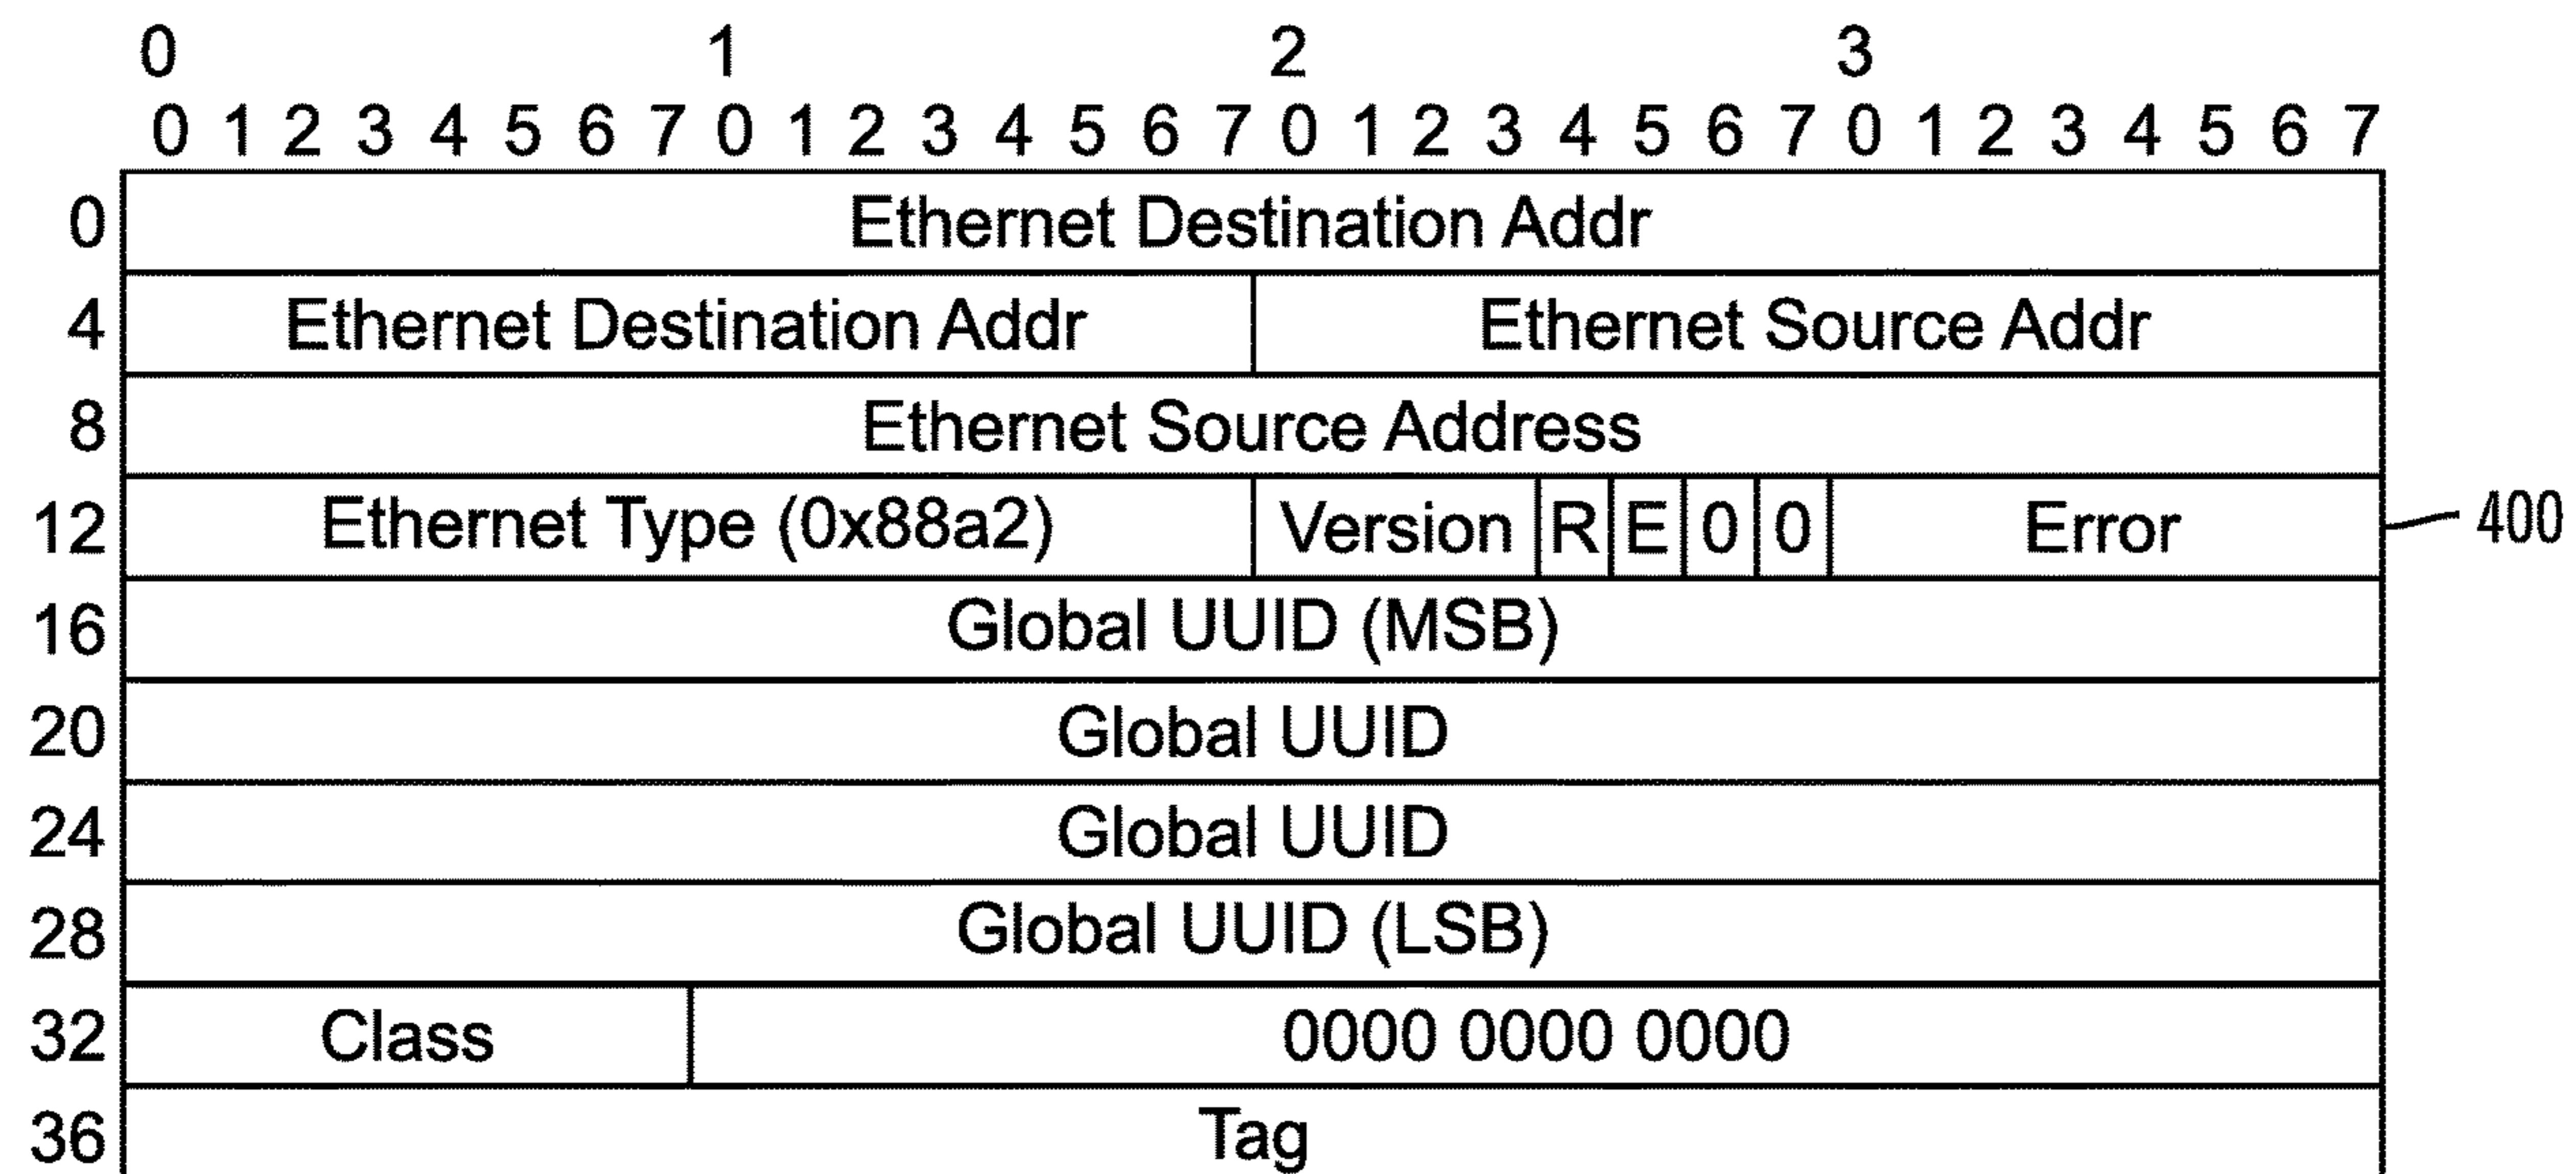 0 1 2 3
0 1 2 3 4 5 6 7 0 1 2 3 4 5 6 7 0 1 2 3 4 5 6 7 0 1 2 3 4 5 6 7
0 Ethernet Destination Addr
4 Ethernet Destination Addr Ethernet Source Addr
8 Ethernet Source Address
12 Ethernet Type (0x88a2) Version R E 0 0 Error 400
16 Global UUID (MSB)
20 Global UUID
24 Global UUID
28 Global UUID (LSB)
32 Class 0000 0000 0000
36 Tag